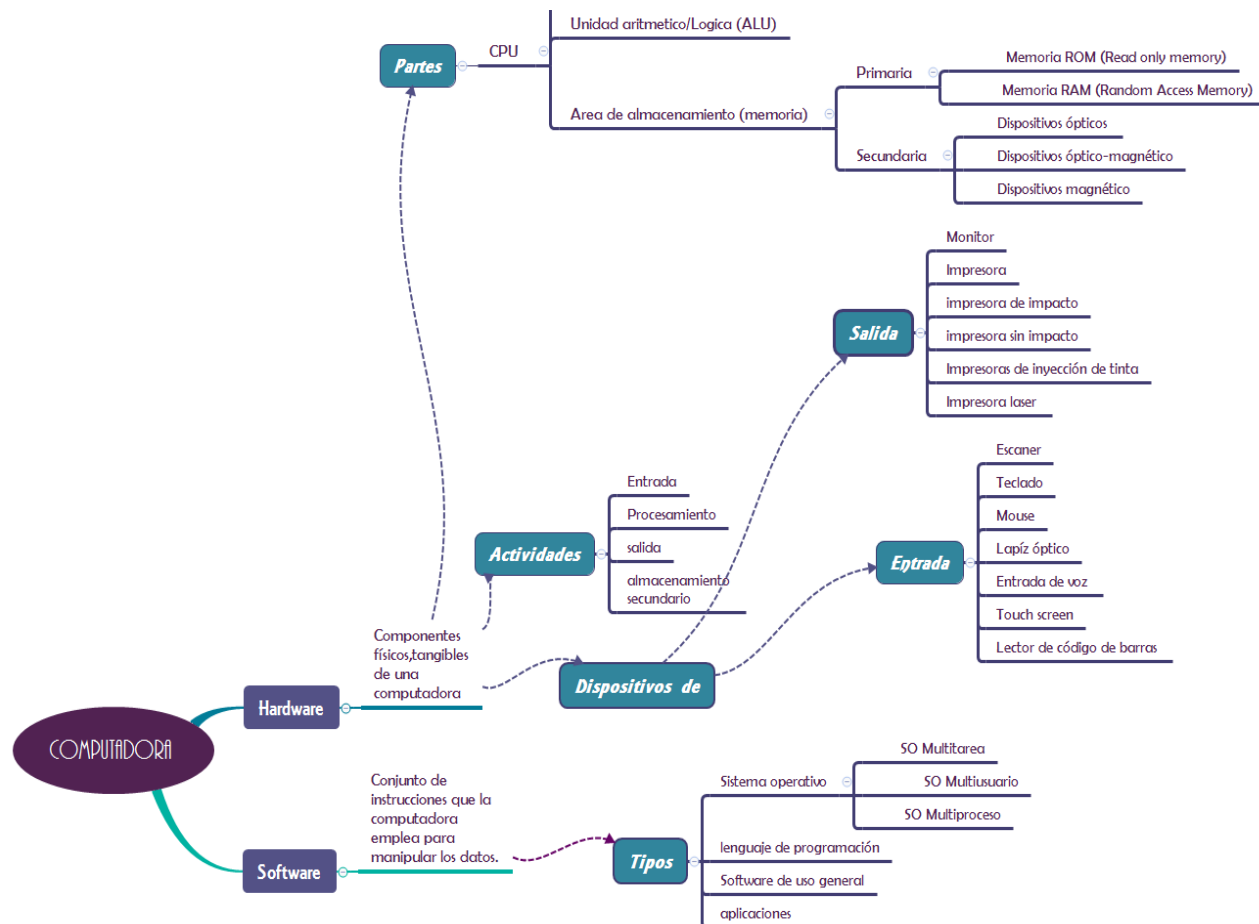 COMPUTADORA
Hardware
Componentes
físicos,tangibles
de una
computadora
Partes
CPU
Unidad aritmetico/Logica (ALU)
Area de almacenamiento (memoria)
Primaria
Memoria ROM (Read only memory)
Memoria RAM (Random Access Memory)
Secundaria
Dispositivos ópticos
Dispositivos óptico-magnético
Dispositivos magnético
Actividades
Entrada
Procesamiento
salida
almacenamiento
secundario
Dispositivos de
Salida
Monitor
Impresora
impresora de impacto
impresora sin impacto
Impresoras de inyección de tinta
Impresora laser
Entrada
Escaner
Teclado
Mouse
Lapíz óptico
Entrada de voz
Touch screen
Lector de código de barras
Software
Conjunto de
instrucciones que la
computadora
emplea para
manipular los datos.
Tipos
Sistema operativo
SO Multitarea
SO Multiusuario
SO Multiproceso
lenguaje de programación
Software de uso general
aplicaciones